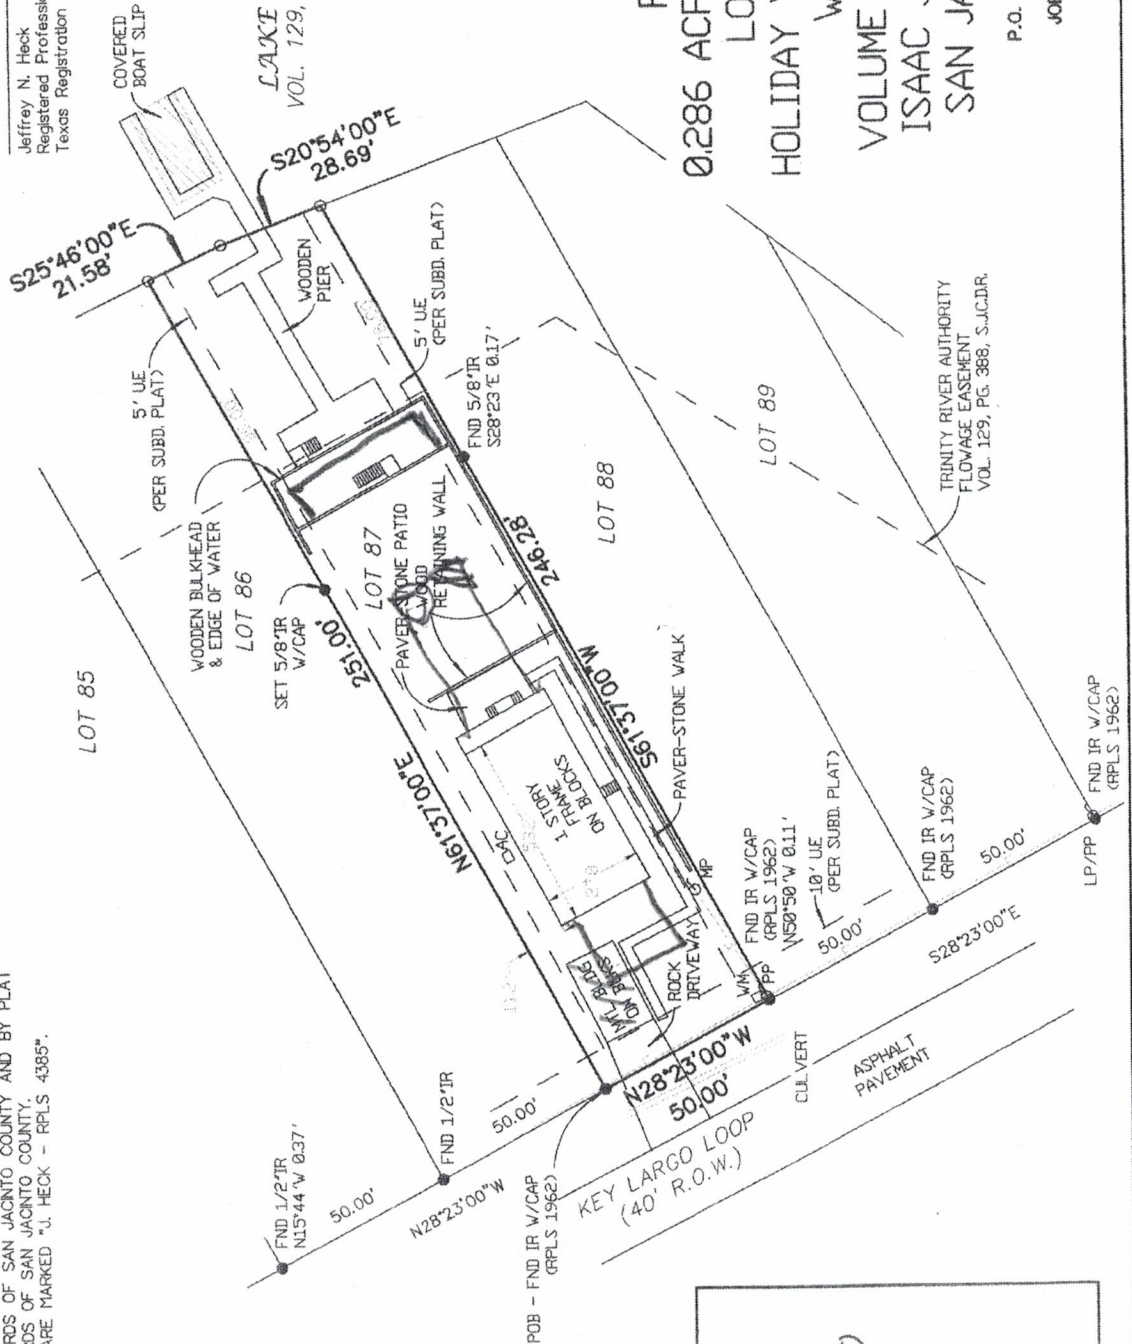 RDS OF SAN JACINTO COUNTY AND BY PLAT
DS OF SAN JACINTO COUNTY.
ARE MARKED "J. HECK - RPLS 4385".
Jeffrey N. Heck
Registered Professi
Texas Registration
COVERED
BOAT SLIP
LAKE
VOL. 129,
S25°46'00"E
21.58'
S20°54'00"E
28.69'
0.286 ACR
LO
HOLIDAY
VOLUME
ISAAC
SAN JA
P.O.
JOB
WOODEN
PIER
5' U.E
(PER SUBD. PLAT)
5' U.E
(PER SUBD. PLAT)
WOODEN BULKHEAD
& EDGE OF WATER
FND 5/8"IR
S28°23'E 0.17'
LOT 85
LOT 86
LOT 87
LOT 88
LOT 89
SET 5/8"IR
W/CAP
PAVER-STONE PATIO
WOOD
RETAINING WALL
TRINITY RIVER AUTHORITY
FLOWAGE EASEMENT
VOL. 129, PG. 388, S.J.C.D.R.
251.00'
N61°37'00"E
246.28'
S61°37'00"W
PAVER-STONE WALK
1 STORY
FRAME
ON BLOCKS
CAC
MP
MTL BLDG
ON BLKS
ROCK
DRIVEWAY
WM
PP
FND IR W/CAP
(RPLS 1962)
N50°50'W 0.11'
10' U.E
(PER SUBD. PLAT)
FND IR W/CAP
(RPLS 1962)
FND IR W/CAP
(RPLS 1962)
LP/PP
50.00'
50.00'
S28°23'00"E
N28°23'00"W
50.00'
CULVERT
ASPHALT
PAVEMENT
KEY LARGO LOOP
(40' R.O.W.)
FND 1/2"IR
N15°44'W 0.37'
50.00'
FND 1/2"IR
50.00'
N28°23'00"W
POB - FND IR W/CAP
(RPLS 1962)